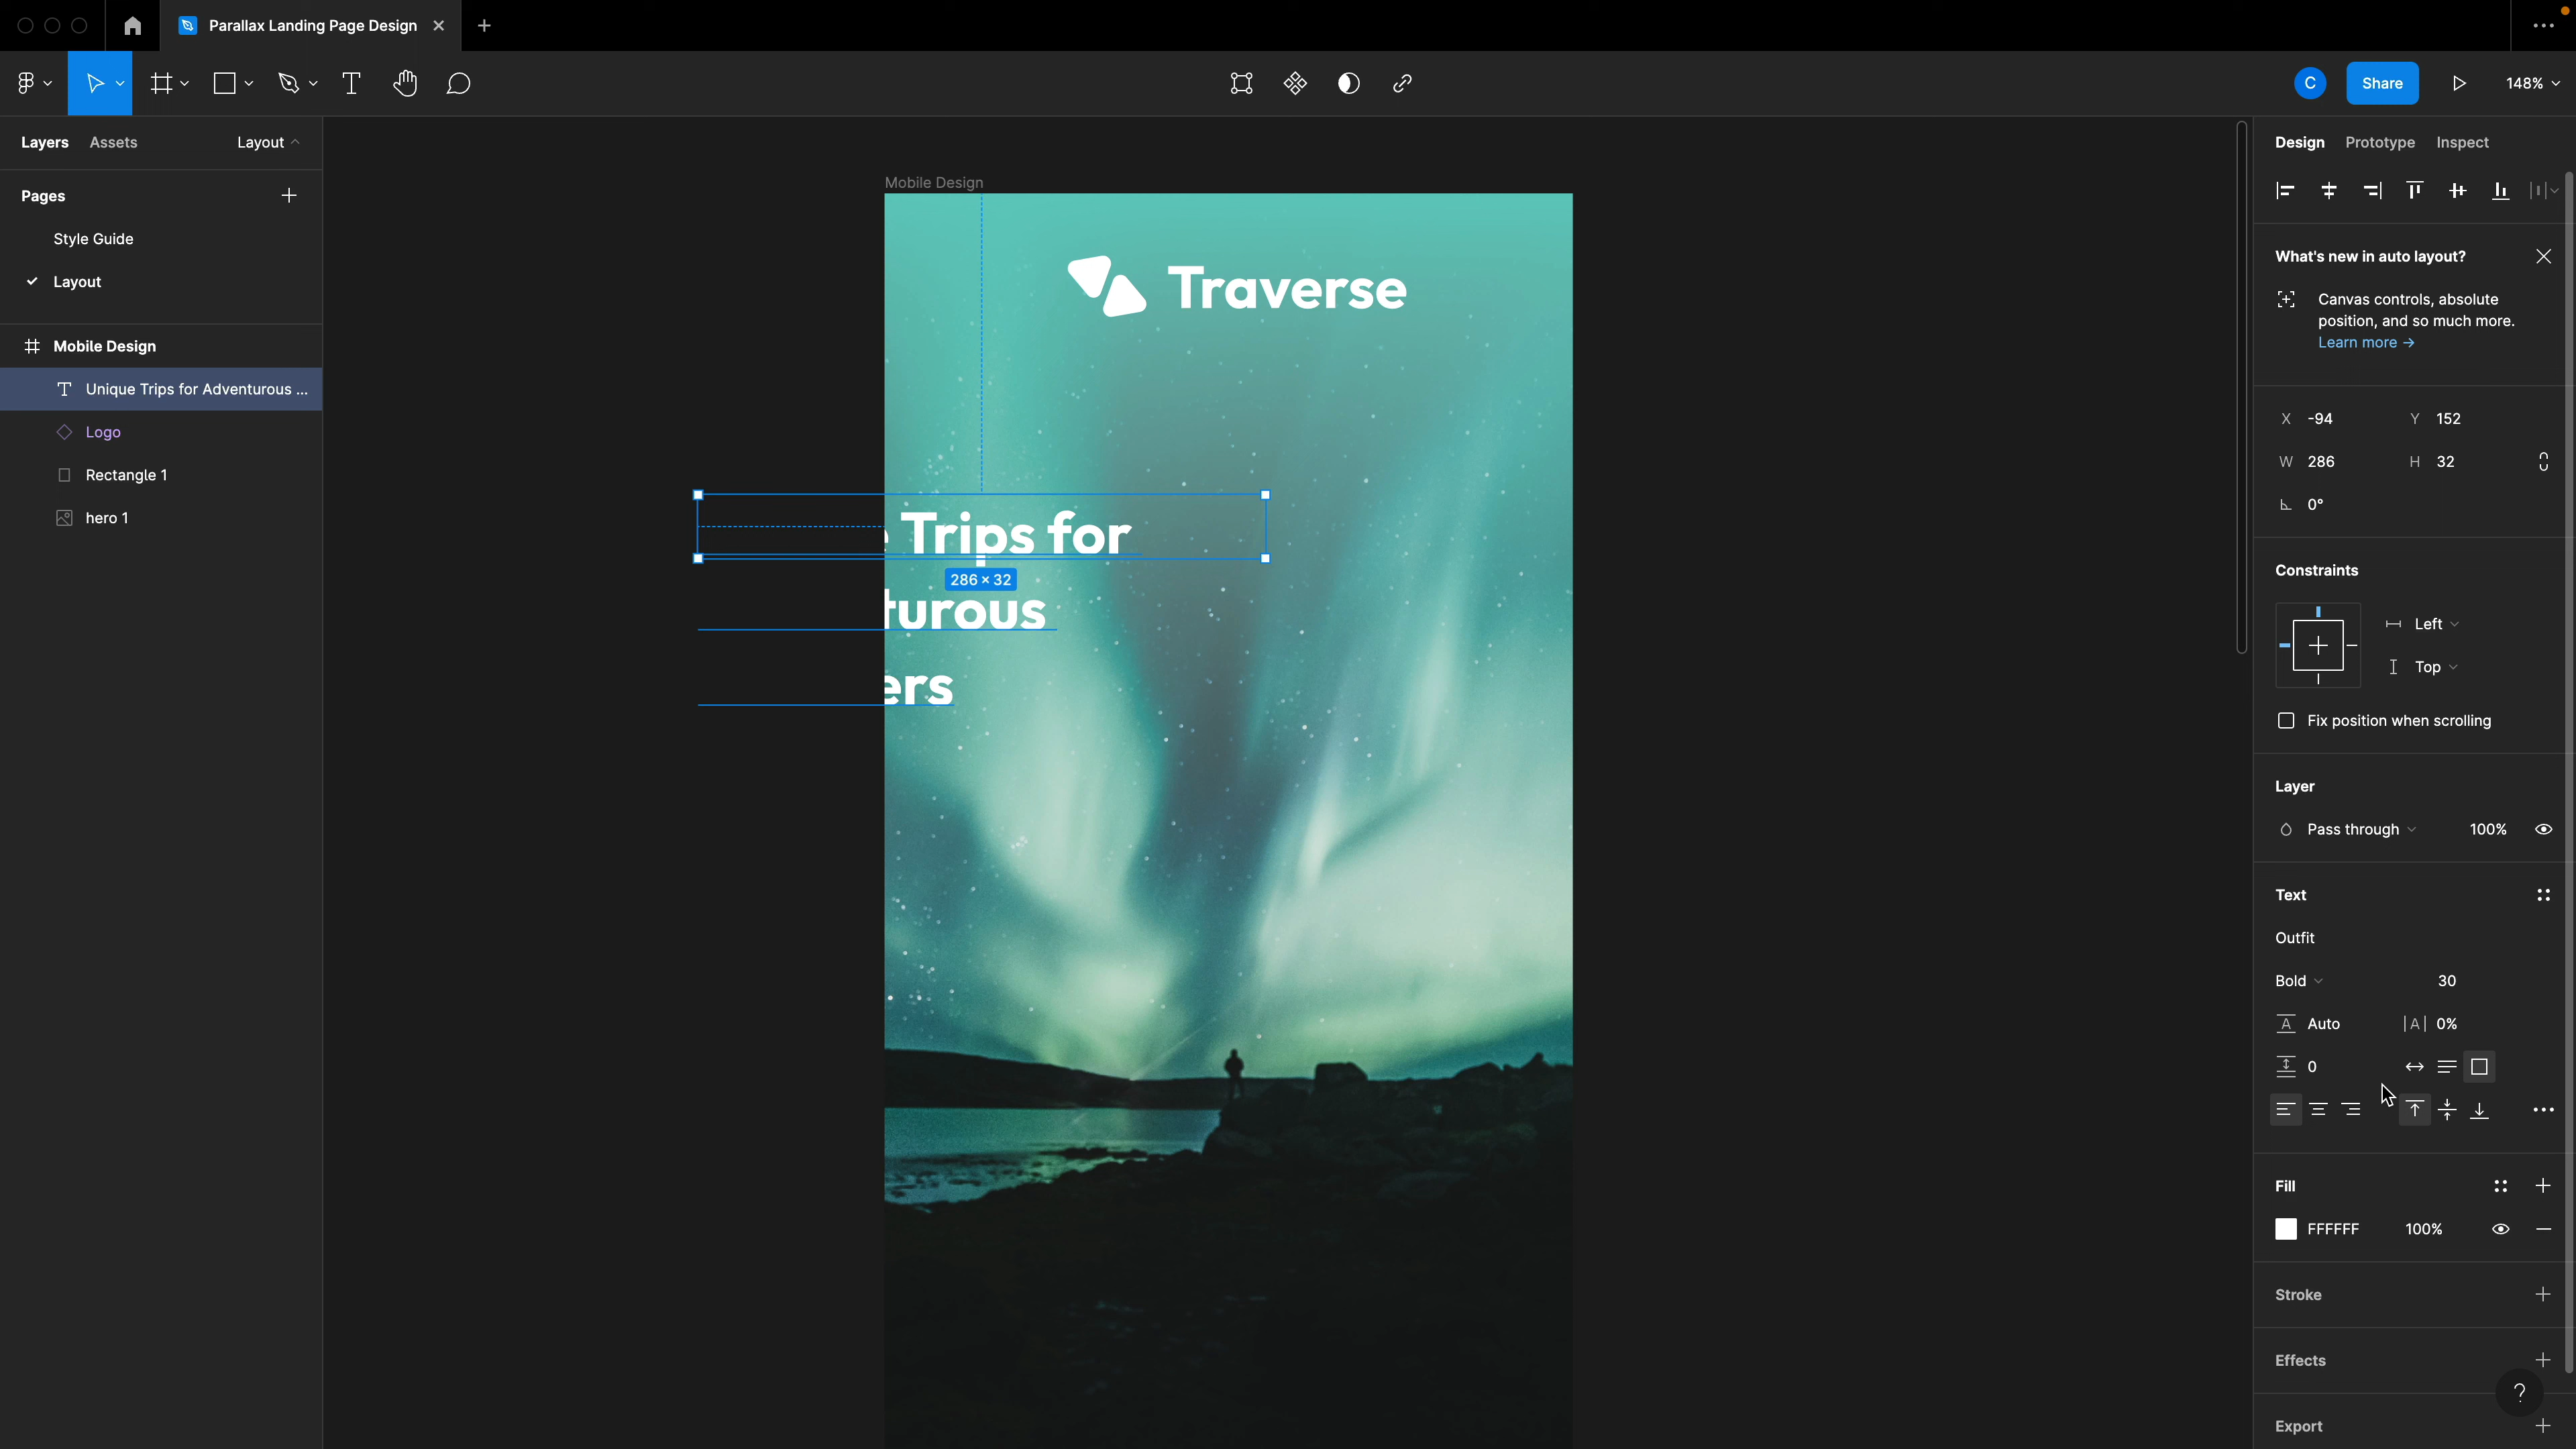 Parallax Landing Page Design
C
Share
148%
Layers
Assets
Layout
Pages
Style Guide
Layout
Mobile Design
Unique Trips for Adventurous ...
Logo
Rectangle 1
hero 1
Mobile Design
Traverse
e Trips for
turous
ers
286 × 32
Design
Prototype
Inspect
What's new in auto layout?
Canvas controls, absolute
position, and so much more.
Learn more →
X -94
Y 152
W 286
H 32
0°
Constraints
Left
Top
Fix position when scrolling
Layer
Pass through
100%
Text
Outfit
Bold
30
A Auto
|A| 0%
0
Fill
FFFFFF
100%
Stroke
Effects
?
Export